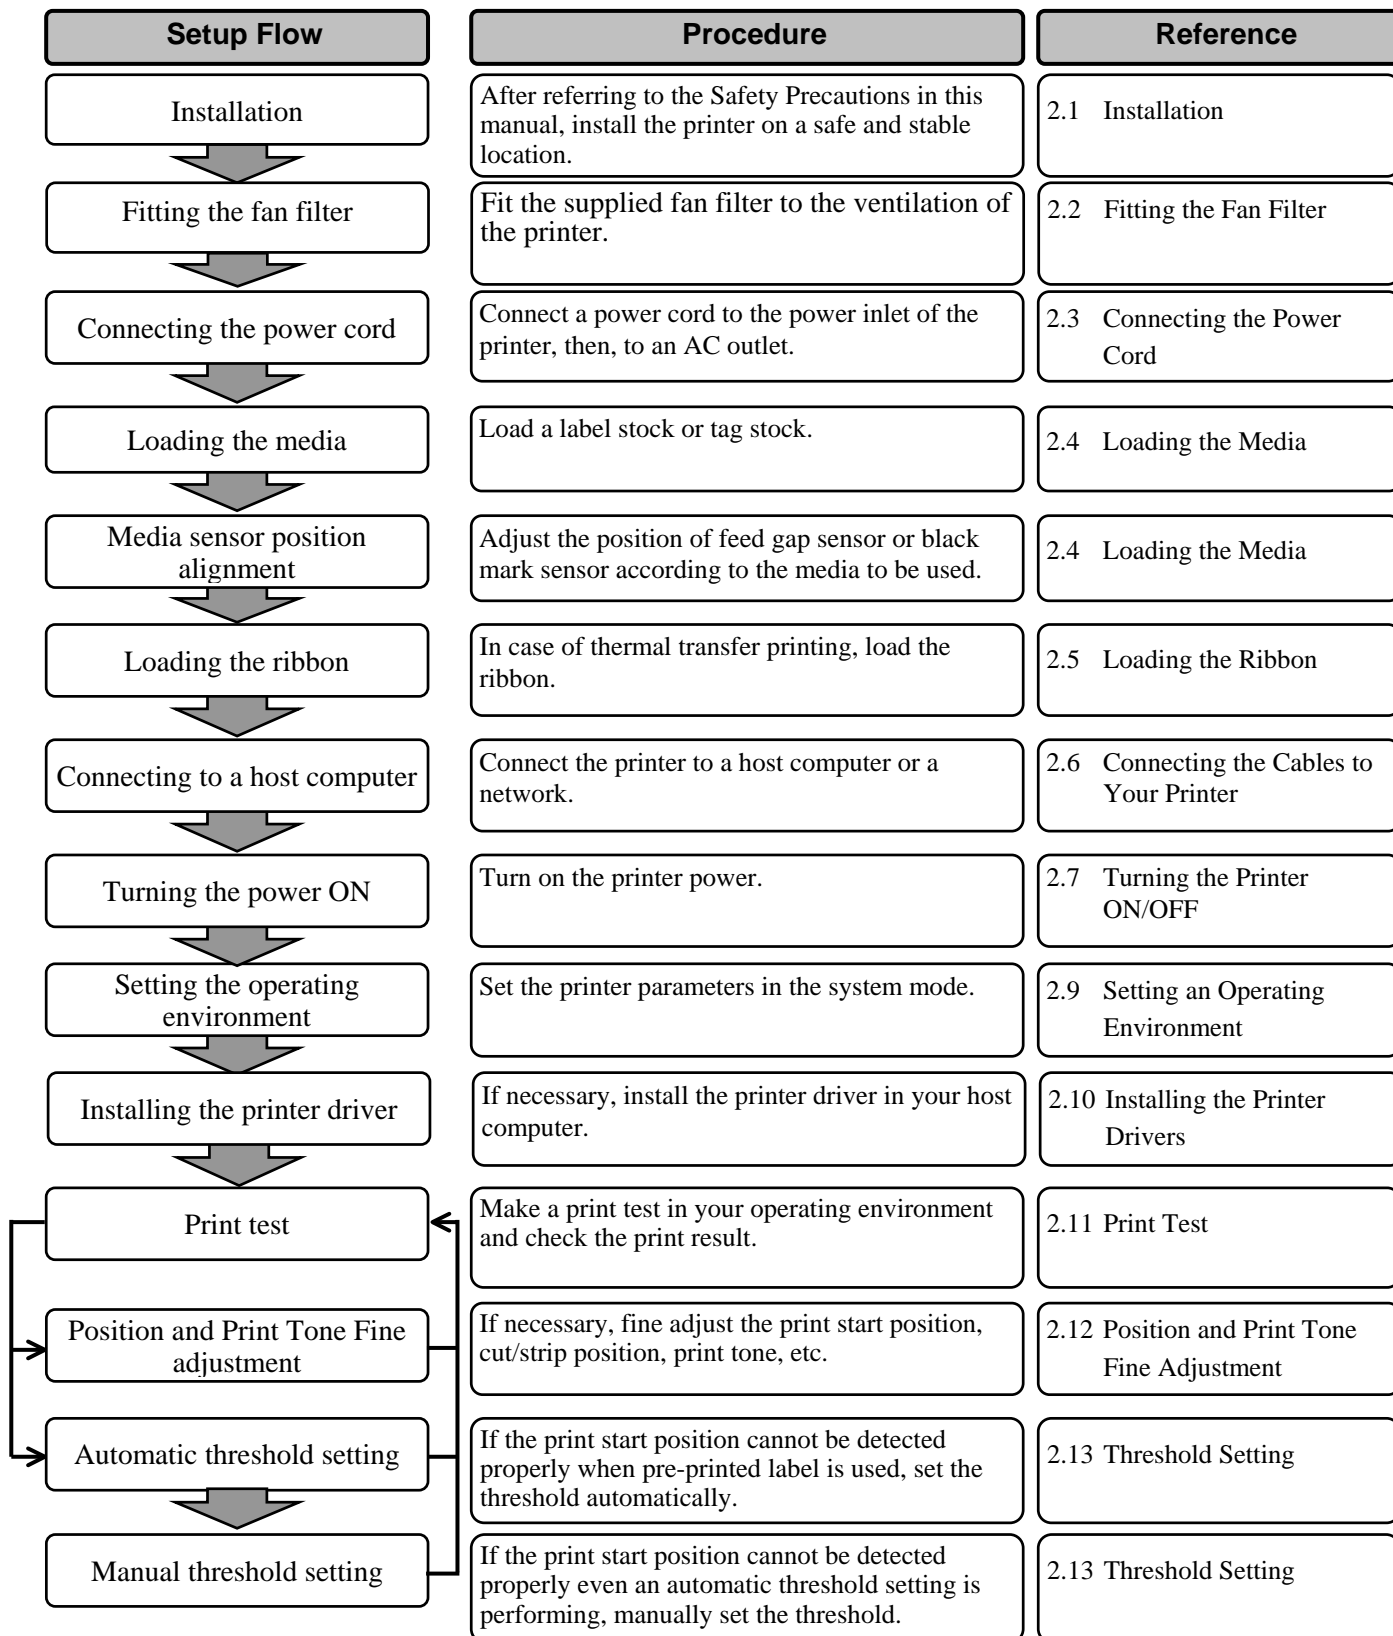 Setup Flow
Procedure
Reference
Installation
After referring to the Safety Precautions in this
manual, install the printer on a safe and stable
location.
2.1 Installation
Fitting the fan filter
Fit the supplied fan filter to the ventilation of
the printer.
2.2 Fitting the Fan Filter
Connecting the power cord
Connect a power cord to the power inlet of the
printer, then, to an AC outlet.
2.3 Connecting the Power
Cord
Loading the media
Load a label stock or tag stock.
2.4 Loading the Media
Media sensor position
alignment
Adjust the position of feed gap sensor or black
mark sensor according to the media to be used.
2.4 Loading the Media
Loading the ribbon
In case of thermal transfer printing, load the
ribbon.
2.5 Loading the Ribbon
Connecting to a host computer
Connect the printer to a host computer or a
network.
2.6 Connecting the Cables to
Your Printer
Turning the power ON
Turn on the printer power.
2.7 Turning the Printer
ON/OFF
Setting the operating
environment
Set the printer parameters in the system mode.
2.9 Setting an Operating
Environment
Installing the printer driver
If necessary, install the printer driver in your host
computer.
2.10 Installing the Printer
Drivers
Print test
Make a print test in your operating environment
and check the print result.
2.11 Print Test
Position and Print Tone Fine
adjustment
If necessary, fine adjust the print start position,
cut/strip position, print tone, etc.
2.12 Position and Print Tone
Fine Adjustment
Automatic threshold setting
If the print start position cannot be detected
properly when pre-printed label is used, set the
threshold automatically.
2.13 Threshold Setting
Manual threshold setting
If the print start position cannot be detected
properly even an automatic threshold setting is
performing, manually set the threshold.
2.13 Threshold Setting